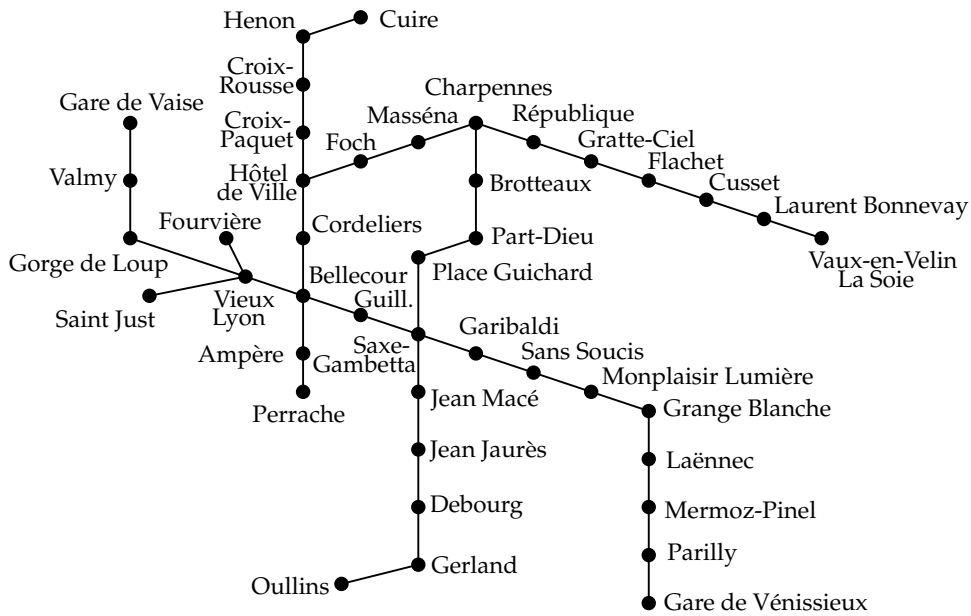 Henon
Cuire
Croix-
Rousse
Charpennes
Gare de Vaise
Masséna
République
Croix-
Paquet
Foch
Gratte-Ciel
Valmy
Hôtel
de Ville
Flachet
Brotteaux
Cusset
Fourvière
Cordeliers
Laurent Bonnevay
Part-Dieu
Gorge de Loup
Place Guichard
Vaux-en-Velin
La Soie
Bellecour
Vieux
Lyon
Guill.
Saint Just
Garibaldi
Saxe-
Gambetta
Sans Soucis
Ampère
Monplaisir Lumière
Perrache
Jean Macé
Grange Blanche
Jean Jaurès
Laënnec
Debourg
Mermoz-Pinel
Parilly
Gerland
Oullins
Gare de Vénissieux